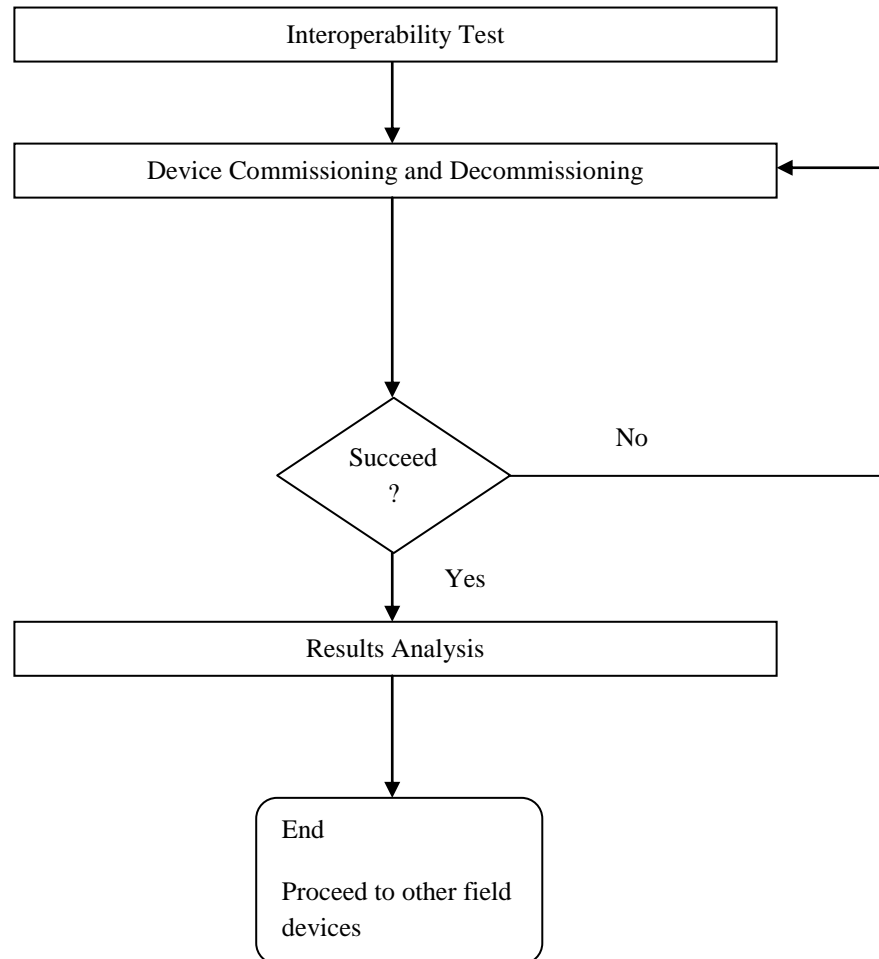 Interoperability Test
Device Commissioning and Decommissioning
Succeed
?
No
Yes
Results Analysis
End
Proceed to other field
devices